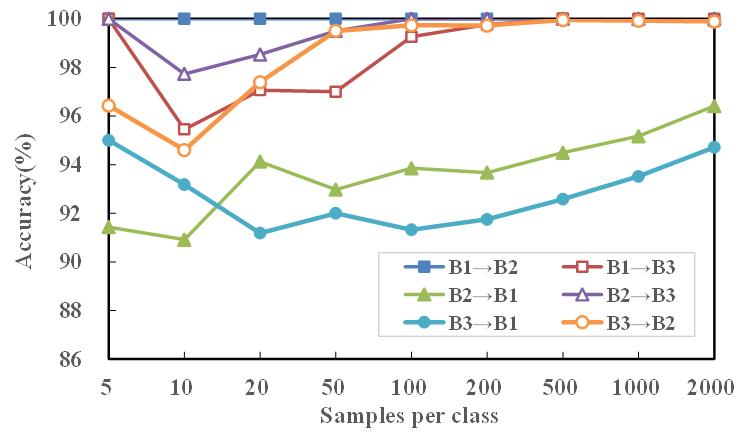 100
98
96
94
92
90
88
86
Accuracy(%)
B1→B2 B1→B3
B2→B1 B2→B3
B3→B1 B3→B2
5 10 20 50 100 200 500 1000 2000
Samples per class